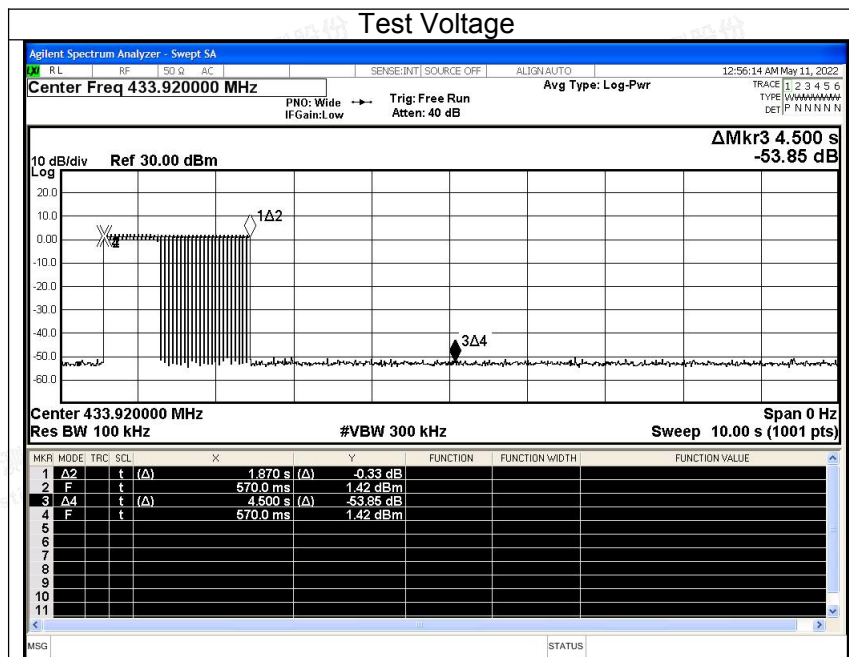 Test Voltage
Agilent Spectrum Analyzer - Swept SA
LXI RL RF 50 Ω AC SENSE:INT SOURCE OFF ALIGN AUTO 12:56:14 AM May 11, 2022
Center Freq 433.920000 MHz
PNO: Wide
IFGain:Low
Trig: Free Run
Atten: 40 dB
Avg Type: Log-Pwr
TRACE 1 2 3 4 5 6
TYPE WWWWWW
DET P N N N N N
ΔMkr3 4.500 s
-53.85 dB
10 dB/div Ref 30.00 dBm
Log
20.0
10.0
0.00
-10.0
-20.0
-30.0
-40.0
-50.0
-60.0
1Δ2
4
3Δ4
Center 433.920000 MHz Span 0 Hz
Res BW 100 kHz #VBW 300 kHz Sweep 10.00 s (1001 pts)
MKR MODE TRC SCL X Y FUNCTION FUNCTION WIDTH FUNCTION VALUE
1 Δ2 t (Δ) 1.870 s (Δ) -0.33 dB
2 F t 570.0 ms 1.42 dBm
3 Δ4 t (Δ) 4.500 s (Δ) -53.85 dB
4 F t 570.0 ms 1.42 dBm
5
6
7
8
9
10
11
MSG STATUS